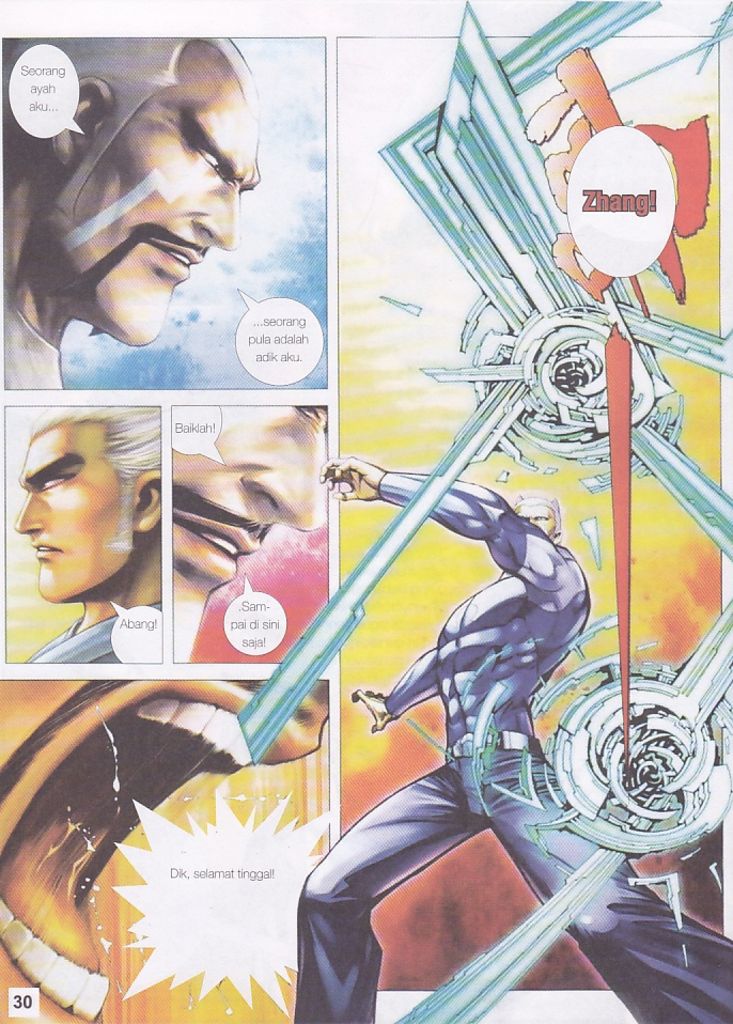 Seorang
ayah
aku...
...seorang
pula adalah
adik aku.
Zhang!
Abang!
Baiklah!
.Sam-
pai di sini
saja!
Dik, selamat tinggal!
30